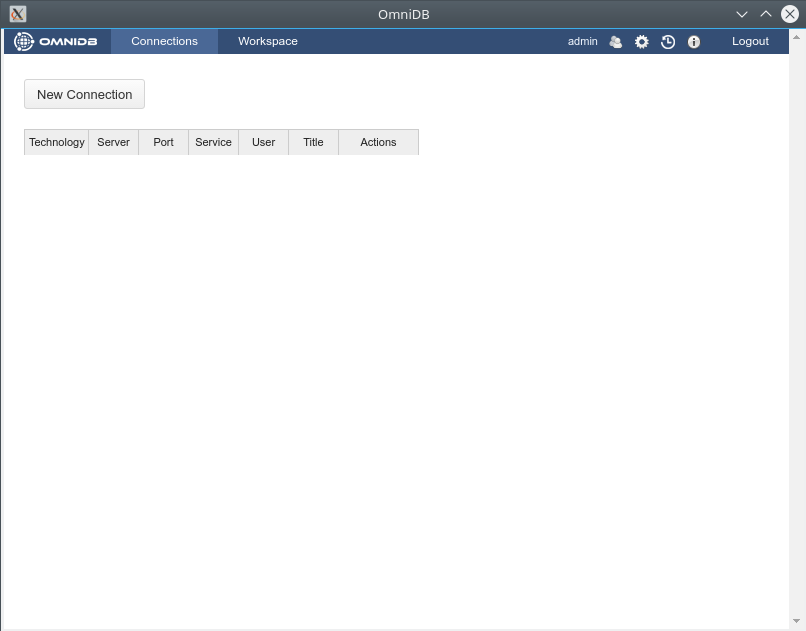 OmniDB
OMNIDB Connections Workspace admin Logout
New Connection
Technology Server Port Service User Title Actions